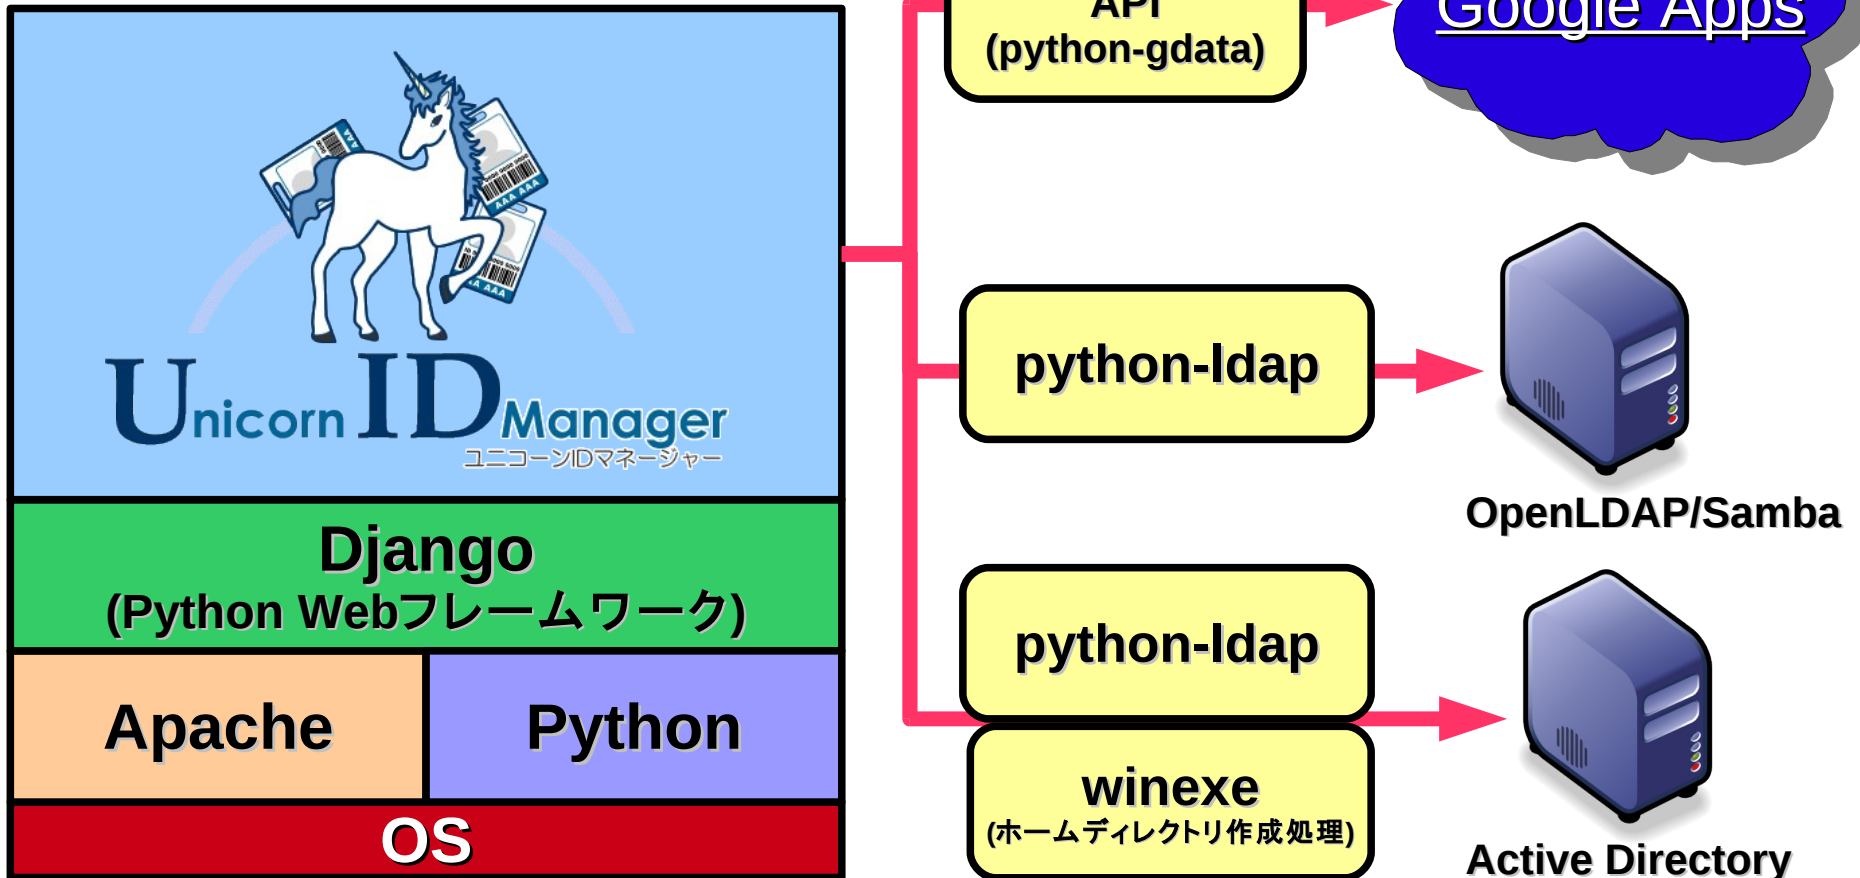 API
(python-gdata)
Google Apps
Unicorn ID Manager
ユニコーンIDマネージャー
python-ldap
OpenLDAP/Samba
Django
(Python Webフレームワーク)
python-ldap
Apache
Python
winexe
(ホームディレクトリ作成処理)
OS
Active Directory